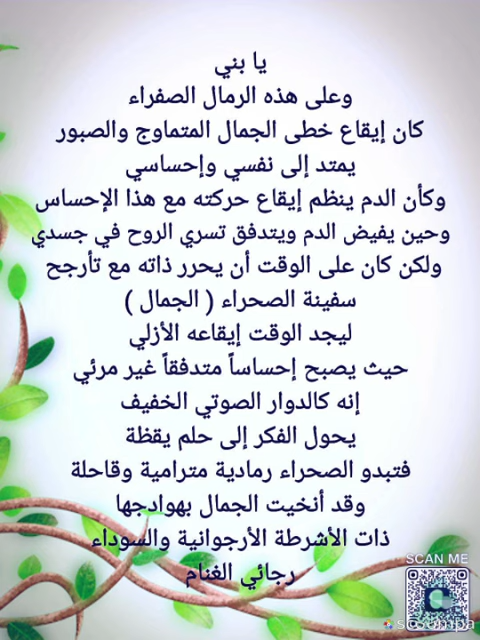 يا بني
وعلى هذه الرمال الصفراء
كان إيقاع خطى الجمال المتماوج والصبور
يمتد إلى نفسي وإحساسي
وكأن الدم ينظم إيقاع حركته مع هذا الإحساس
وحين يفيض الدم ويتدفق تسري الروح في جسدي
ولكن كان على الوقت أن يحرر ذاته مع تأرجح
سفينة الصحراء ( الجمال )
ليجد الوقت إيقاعه الأزلي
حيث يصبح إحساساً متدفقاً غير مرئي
إنه كالدوار الصوتي الخفيف
يحول الفكر إلى حلم يقظة
فتبدو الصحراء رمادية مترامية وقاحلة
وقد أنخيت الجمال بهوادجها
ذات الأشرطة الأرجوانية والسوداء
رجائي الغنام
SCAN ME